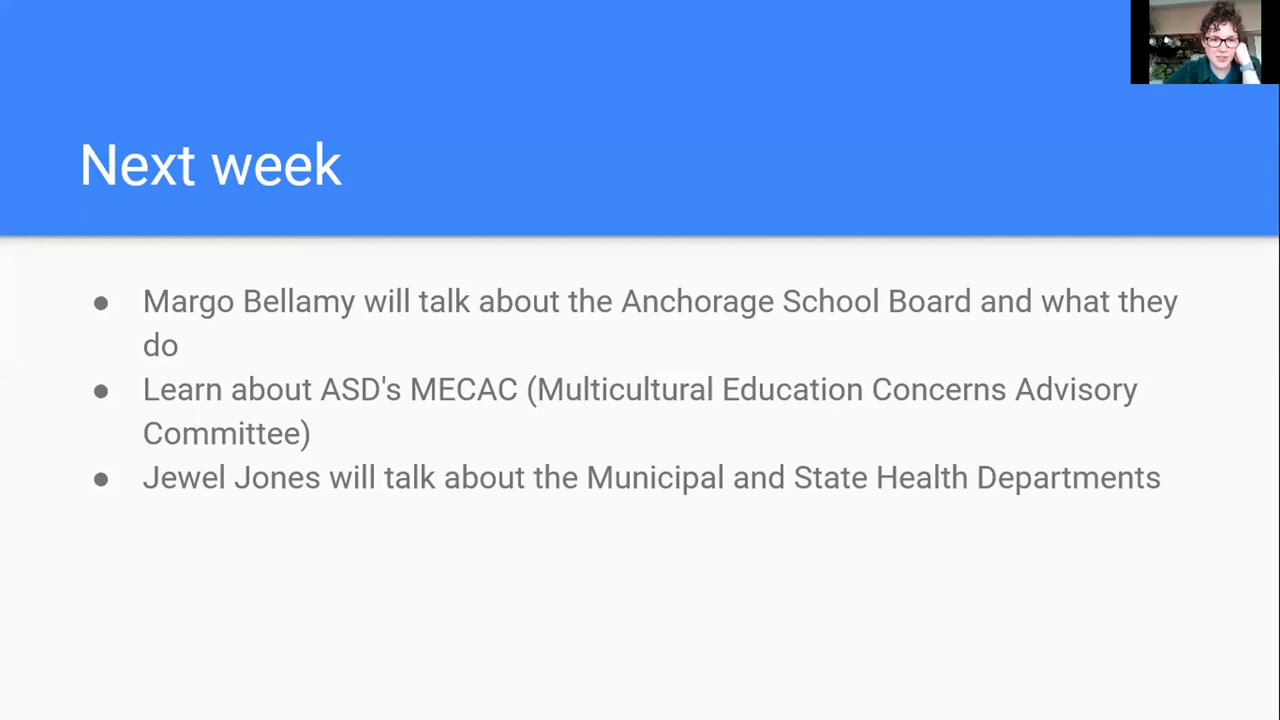 Next week
● Margo Bellamy will talk about the Anchorage School Board and what they
do
● Learn about ASD's MECAC (Multicultural Education Concerns Advisory
Committee)
● Jewel Jones will talk about the Municipal and State Health Departments